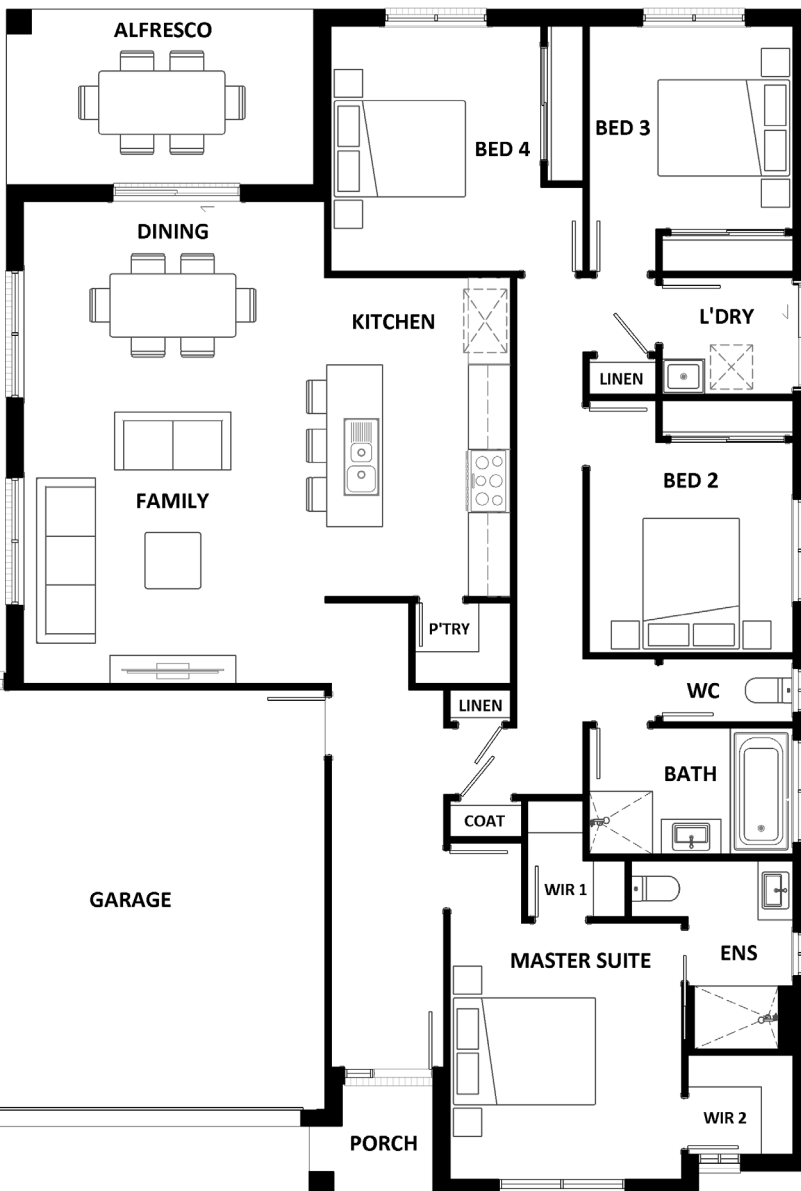 ALFRESCO
BED 3
BED 4
DINING
L'DRY
KITCHEN
LINEN
BED 2
FAMILY
P'TRY
WC
LINEN
BATH
COAT
WIR 1
GARAGE
ENS
MASTER SUITE
WIR 2
PORCH